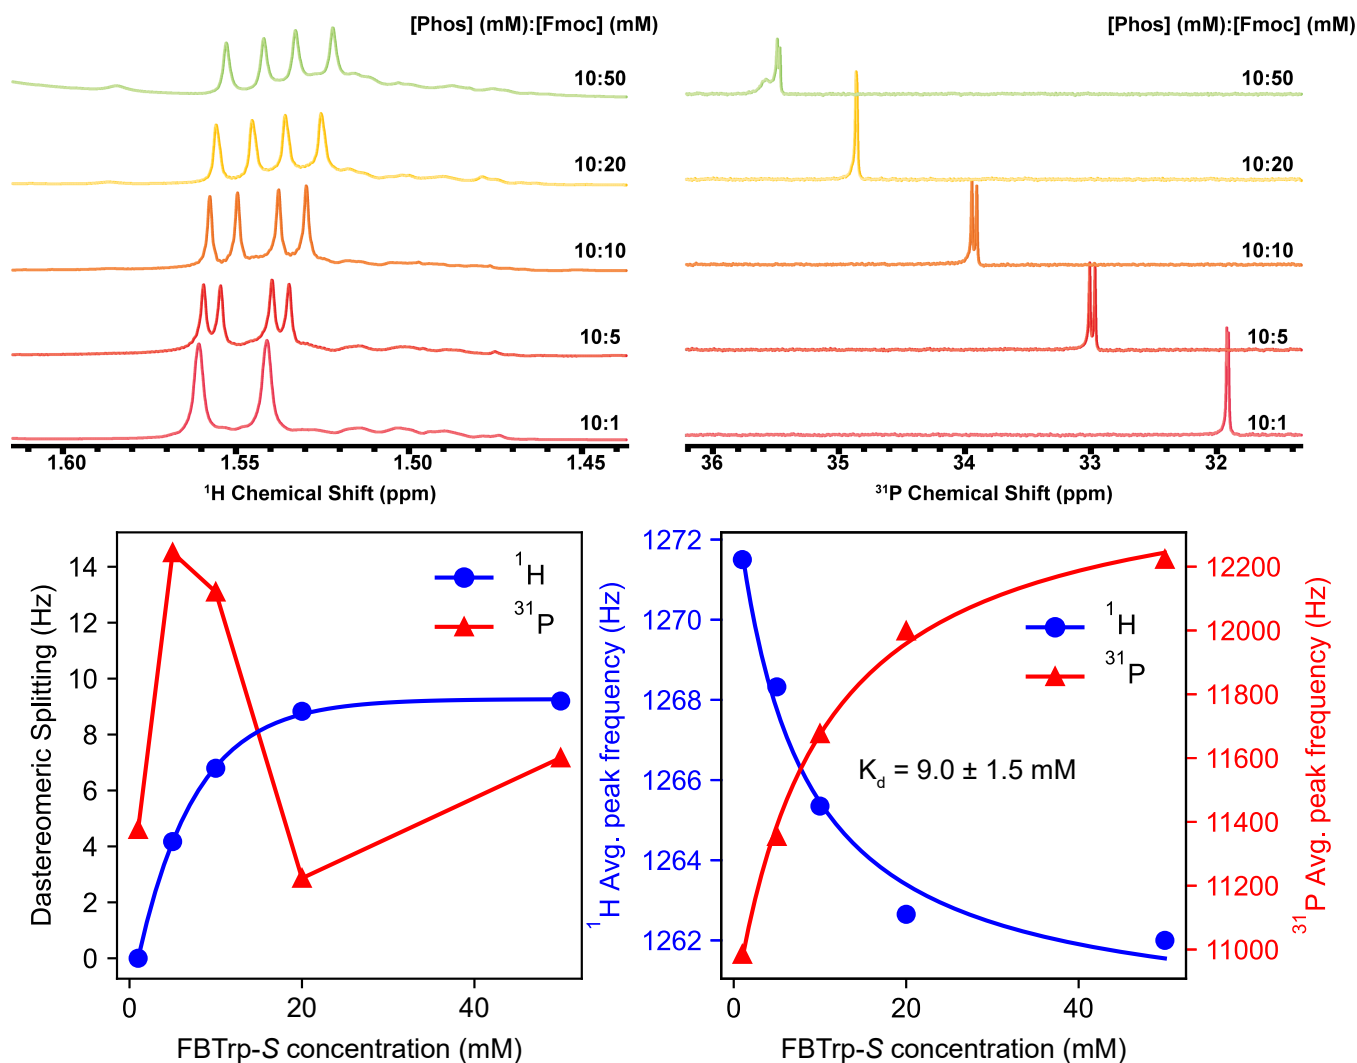 [Phos] (mM):[Fmoc] (mM)
10:50
10:20
10:10
10:5
10:1
1.60 1.55 1.50 1.45
¹H Chemical Shift (ppm)
[Phos] (mM):[Fmoc] (mM)
10:50
10:20
10:10
10:5
10:1
36 35 34 33 32
³¹P Chemical Shift (ppm)
Dastereomeric Splitting (Hz)
14
12
10
8
6
4
2
0
¹H
³¹P
0 20 40
FBTrp-S concentration (mM)
¹H Avg. peak frequency (Hz)
1272
1270
1268
1266
1264
1262
¹H
³¹P
K_d = 9.0 ± 1.5 mM
12200
12000
11800
11600
11400
11200
11000
³¹P Avg. peak frequency (Hz)
0 20 40
FBTrp-S concentration (mM)